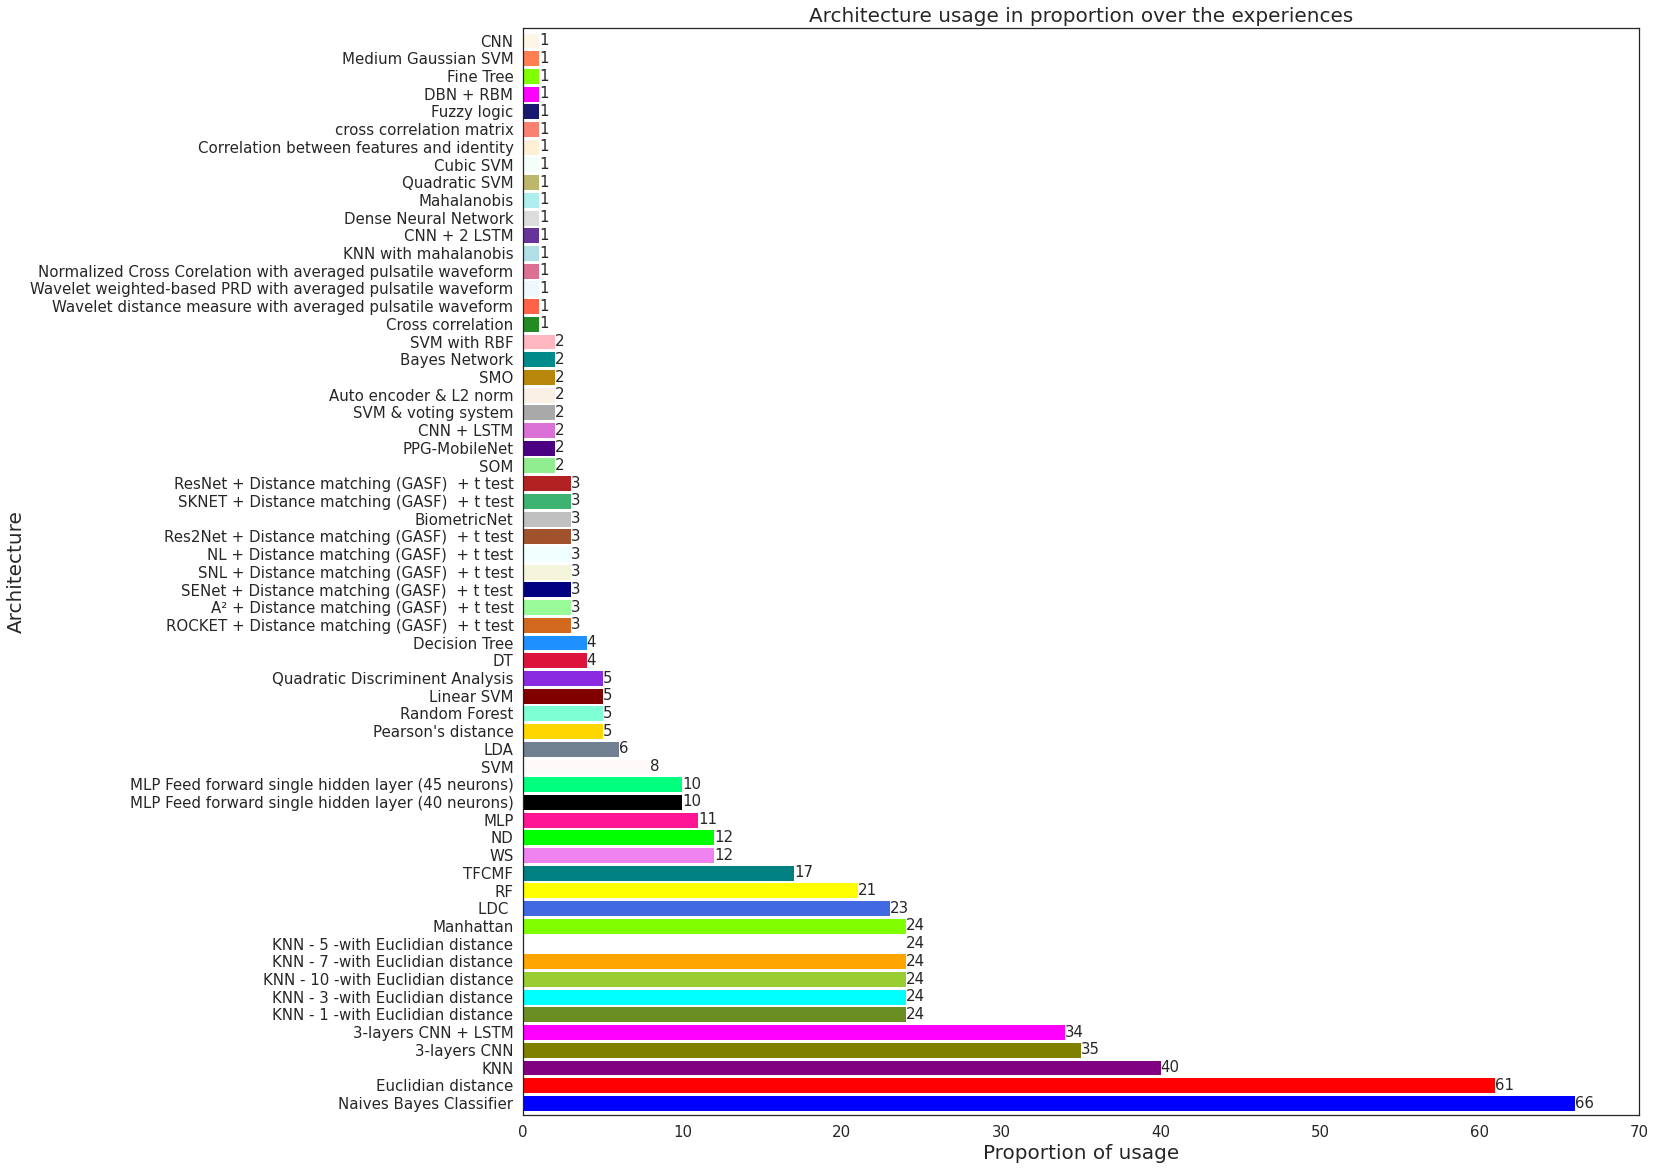 Architecture usage in proportion over the experiences
CNN 1
Medium Gaussian SVM 1
Fine Tree 1
DBN + RBM 1
Fuzzy logic 1
cross correlation matrix 1
Correlation between features and identity 1
Cubic SVM 1
Quadratic SVM 1
Mahalanobis 1
Dense Neural Network 1
CNN + 2 LSTM 1
KNN with mahalanobis 1
Normalized Cross Corelation with averaged pulsatile waveform 1
Wavelet weighted-based PRD with averaged pulsatile waveform 1
Wavelet distance measure with averaged pulsatile waveform 1
Cross correlation 1
SVM with RBF 2
Bayes Network 2
SMO 2
Auto encoder & L2 norm 2
SVM & voting system 2
CNN + LSTM 2
PPG-MobileNet 2
SOM 2
ResNet + Distance matching (GASF)  + t test 3
SKNET + Distance matching (GASF)  + t test 3
BiometricNet 3
Res2Net + Distance matching (GASF)  + t test 3
NL + Distance matching (GASF)  + t test 3
SNL + Distance matching (GASF)  + t test 3
SENet + Distance matching (GASF)  + t test 3
A² + Distance matching (GASF)  + t test 3
ROCKET + Distance matching (GASF)  + t test 3
Decision Tree 4
DT 4
Quadratic Discriminent Analysis 5
Linear SVM 5
Random Forest 5
Pearson's distance 5
LDA 6
SVM 8
MLP Feed forward single hidden layer (45 neurons) 10
MLP Feed forward single hidden layer (40 neurons) 10
MLP 11
ND 12
WS 12
TFCMF 17
RF 21
LDC 23
Manhattan 24
KNN - 5 -with Euclidian distance 24
KNN - 7 -with Euclidian distance 24
KNN - 10 -with Euclidian distance 24
KNN - 3 -with Euclidian distance 24
KNN - 1 -with Euclidian distance 24
3-layers CNN + LSTM 34
3-layers CNN 35
KNN 40
Euclidian distance 61
Naives Bayes Classifier 66
Architecture
0 10 20 30 40 50 60 70
Proportion of usage